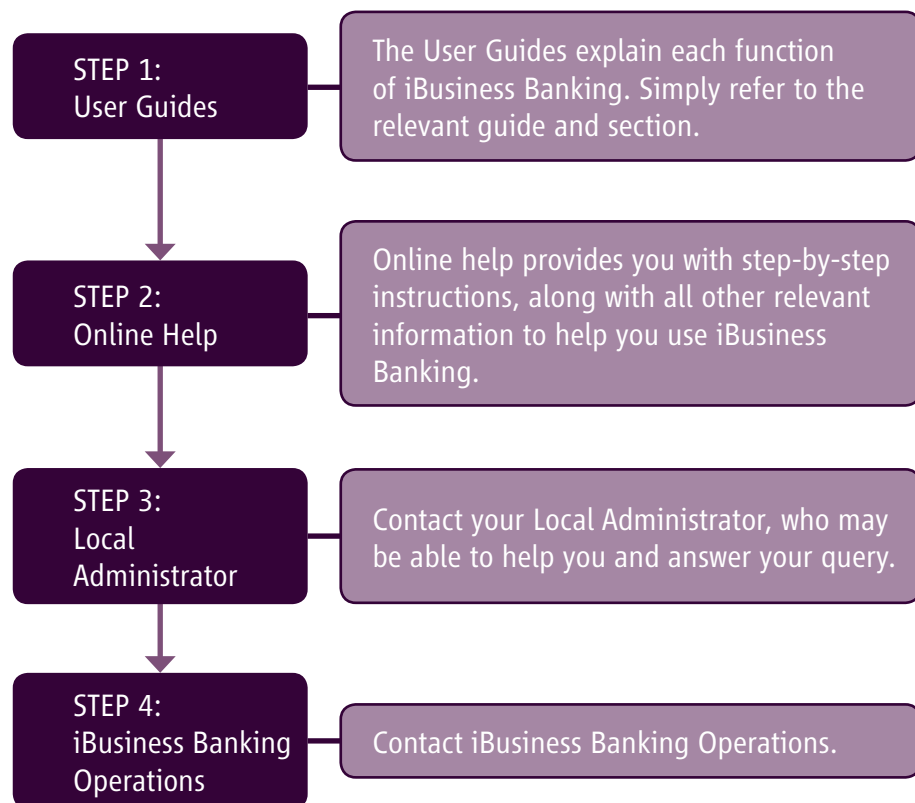 STEP 1:
User Guides
The User Guides explain each function
of iBusiness Banking. Simply refer to the
relevant guide and section.
STEP 2:
Online Help
Online help provides you with step-by-step
instructions, along with all other relevant
information to help you use iBusiness
Banking.
STEP 3:
Local
Administrator
Contact your Local Administrator, who may
be able to help you and answer your query.
STEP 4:
iBusiness Banking
Operations
Contact iBusiness Banking Operations.